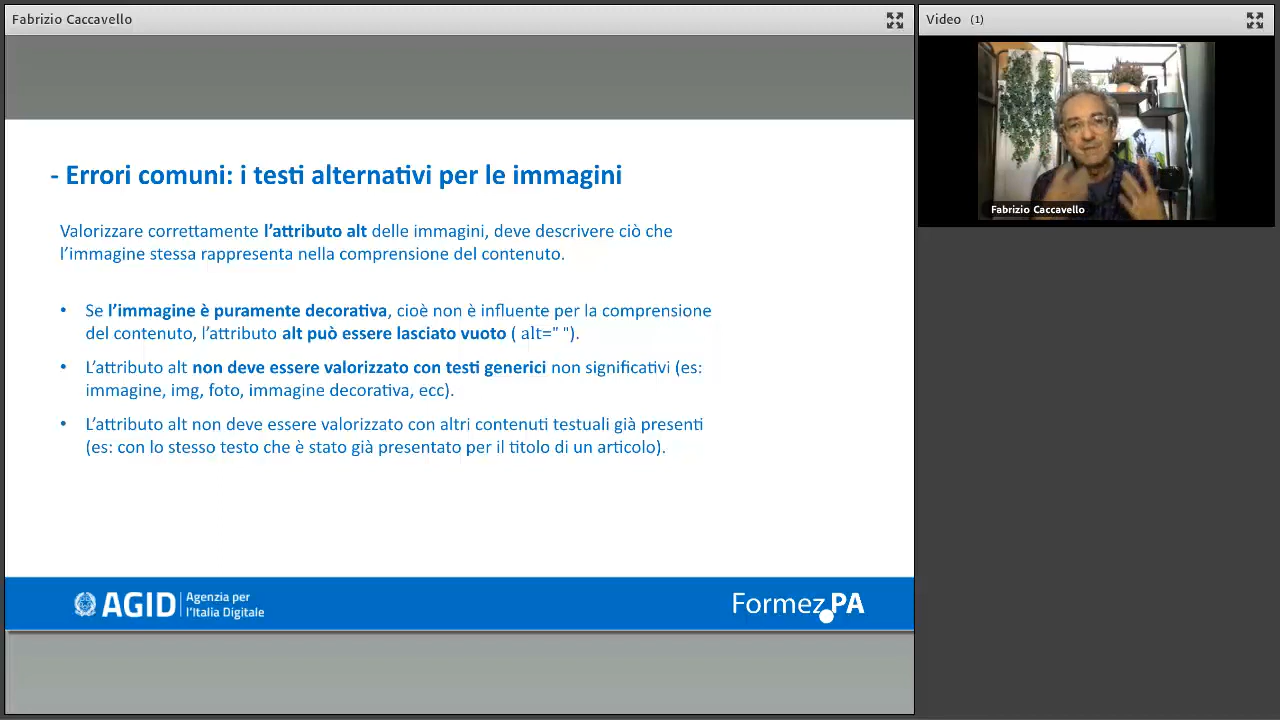 Fabrizio Caccavello
Video (1)
Fabrizio Caccavello
- Errori comuni: i testi alternativi per le immagini
Valorizzare correttamente l’attributo alt delle immagini, deve descrivere ciò che
l’immagine stessa rappresenta nella comprensione del contenuto.
• Se l’immagine è puramente decorativa, cioè non è influente per la comprensione
del contenuto, l’attributo alt può essere lasciato vuoto ( alt=" ").
• L’attributo alt non deve essere valorizzato con testi generici non significativi (es:
immagine, img, foto, immagine decorativa, ecc).
• L’attributo alt non deve essere valorizzato con altri contenuti testuali già presenti
(es: con lo stesso testo che è stato già presentato per il titolo di un articolo).
AGID Agenzia per
l’Italia Digitale
Formez.PA